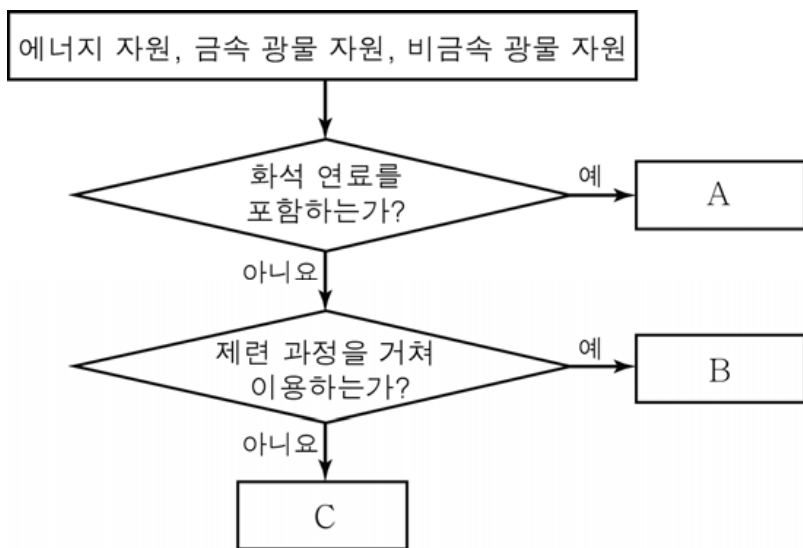 에너지 자원, 금속 광물 자원, 비금속 광물 자원
화석 연료를
포함하는가?
예
A
아니요
제련 과정을 거쳐
이용하는가?
예
B
아니요
C